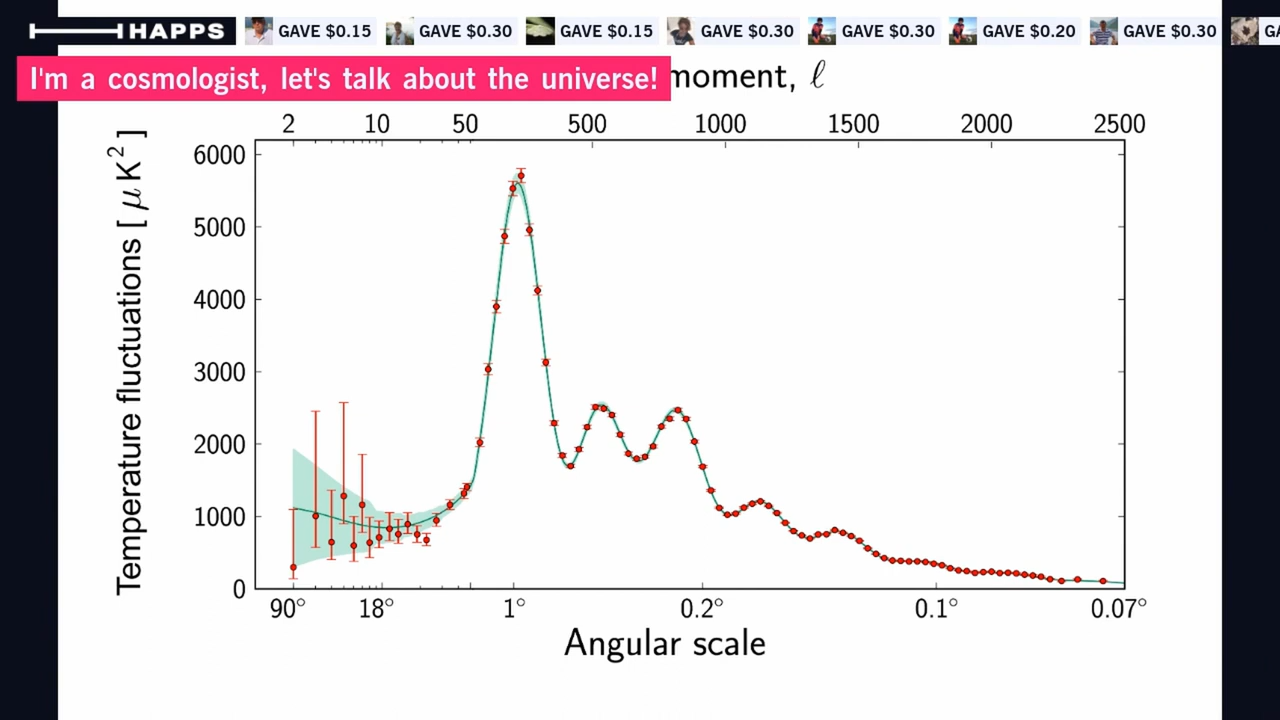 HAPPS GAVE $0.15 GAVE $0.30 GAVE $0.15 GAVE $0.30 GAVE $0.30 GAVE $0.20 GAVE $0.30
I'm a cosmologist, let's talk about the universe!
moment, ℓ
2 10 50 500 1000 1500 2000 2500
Temperature fluctuations [ μ K² ]
6000
5000
4000
3000
2000
1000
0
90° 18° 1° 0.2° 0.1° 0.07°
Angular scale